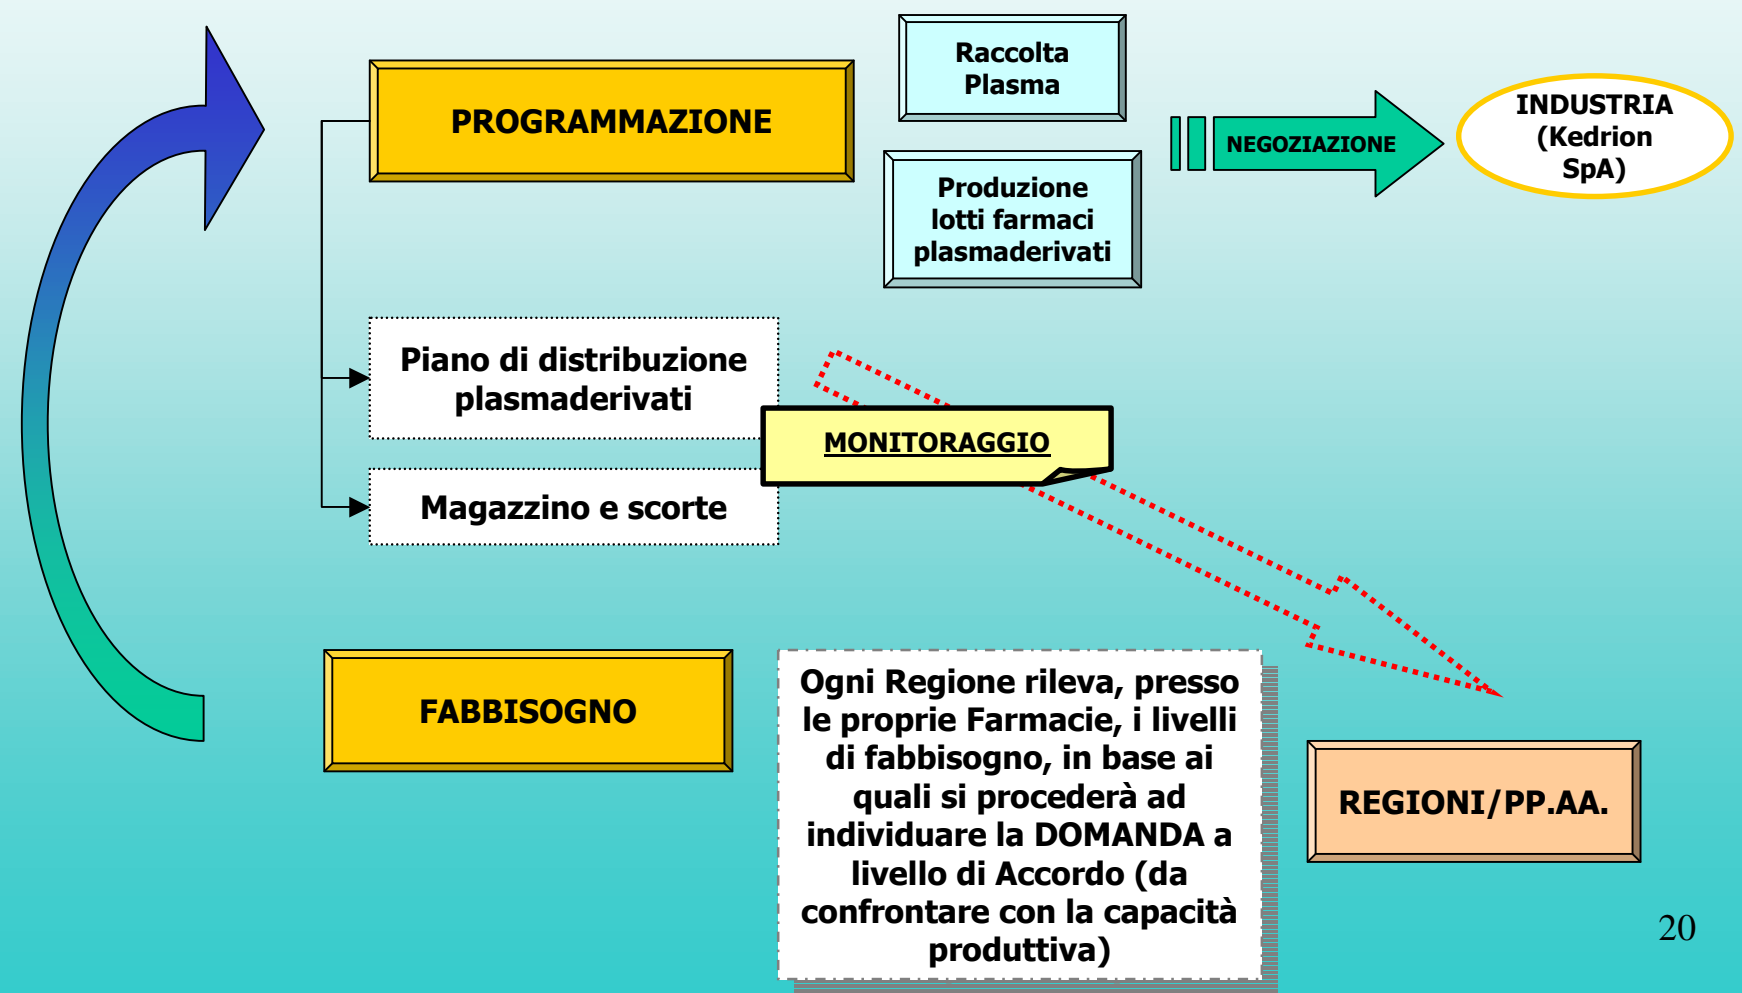 PROGRAMMAZIONE
Raccolta
Plasma
Produzione
lotti farmaci
plasmaderivati
NEGOZIAZIONE
INDUSTRIA
(Kedrion
SpA)
Piano di distribuzione
plasmaderivati
MONITORAGGIO
Magazzino e scorte
FABBISOGNO
Ogni Regione rileva, presso
le proprie Farmacie, i livelli
di fabbisogno, in base ai
quali si procederà ad
individuare la DOMANDA a
livello di Accordo (da
confrontare con la capacità
produttiva)
REGIONI/PP.AA.
20